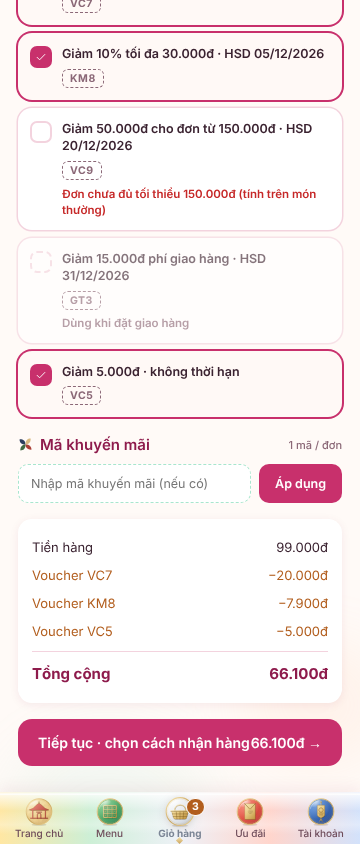 VC7
Giảm 10% tối đa 30.000đ · HSD 05/12/2026
KM8
Giảm 50.000đ cho đơn từ 150.000đ · HSD
20/12/2026
VC9
Đơn chưa đủ tối thiểu 150.000đ (tính trên món
thường)
Giảm 15.000đ phí giao hàng · HSD
31/12/2026
GT3
Dùng khi đặt giao hàng
Giảm 5.000đ · không thời hạn
VC5
Mã khuyến mãi
1 mã / đơn
Nhập mã khuyến mãi (nếu có)
Áp dụng
Tiền hàng 99.000đ
Voucher VC7 −20.000đ
Voucher KM8 −7.900đ
Voucher VC5 −5.000đ
Tổng cộng 66.100đ
Tiếp tục · chọn cách nhận hàng66.100đ →
3
Trang chủ Menu Giỏ hàng Ưu đãi Tài khoản